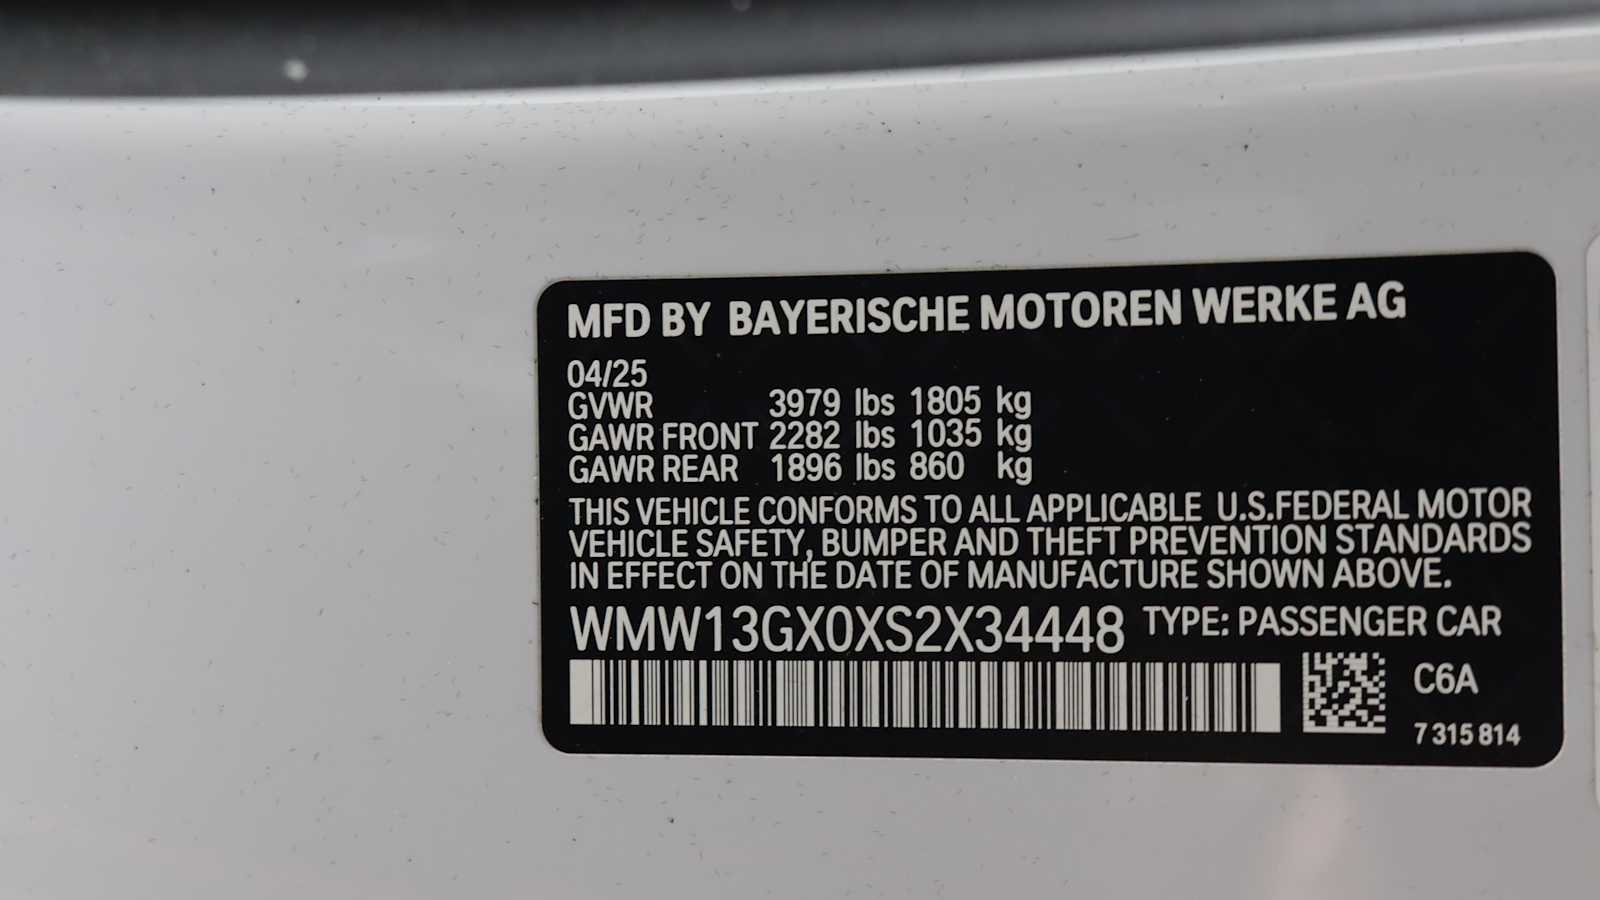 MFD BY BAYERISCHE MOTOREN WERKE AG
04/25
GVWR 3979 lbs 1805 kg
GAWR FRONT 2282 lbs 1035 kg
GAWR REAR 1896 lbs 860 kg
THIS VEHICLE CONFORMS TO ALL APPLICABLE U.S.FEDERAL MOTOR
VEHICLE SAFETY, BUMPER AND THEFT PREVENTION STANDARDS
IN EFFECT ON THE DATE OF MANUFACTURE SHOWN ABOVE.
WMW13GX0XS2X34448 TYPE: PASSENGER CAR
C6A
7 315 814